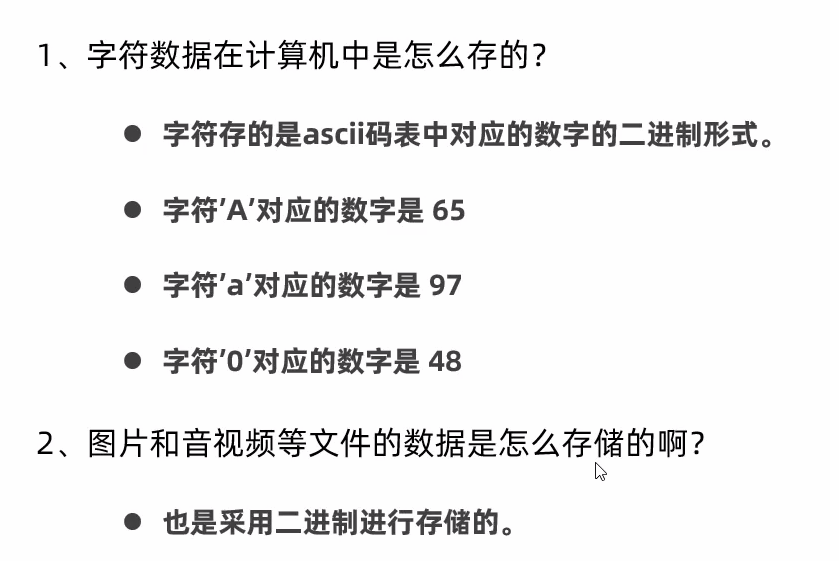 1、字符数据在计算机中是怎么存的？
● 字符存的是ascii码表中对应的数字的二进制形式。
● 字符’A’对应的数字是 65
● 字符’a’对应的数字是 97
● 字符’0’对应的数字是 48
2、图片和音视频等文件的数据是怎么存储的啊？
● 也是采用二进制进行存储的。